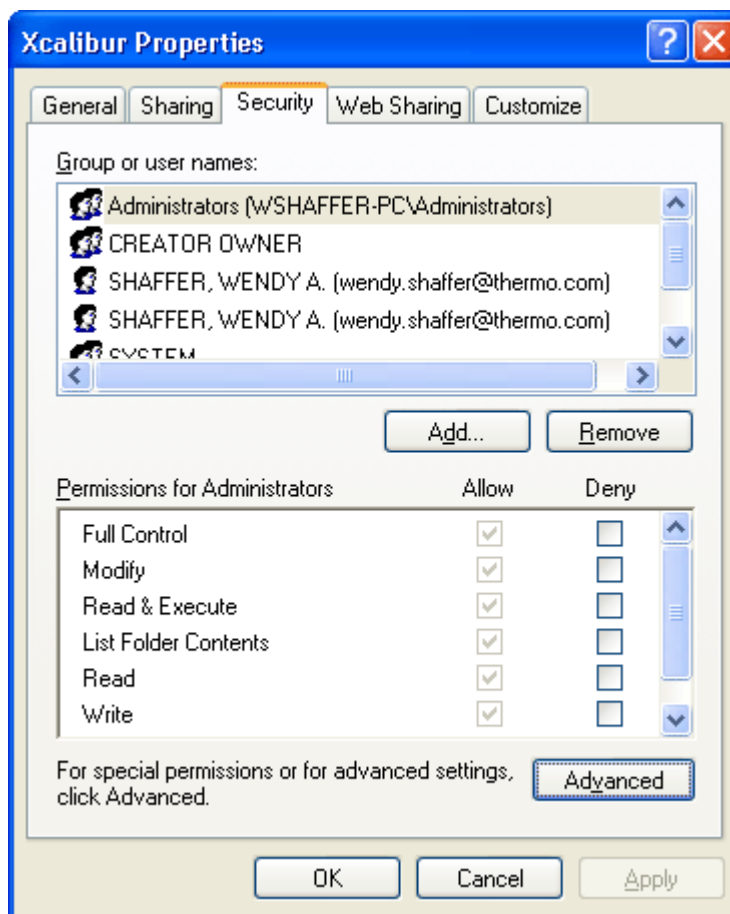 Xcalibur Properties
General Sharing Security Web Sharing Customize
Group or user names:
Administrators (WSHAFFER-PC\Administrators)
CREATOR OWNER
SHAFFER, WENDY A. (wendy.shaffer@thermo.com)
SHAFFER, WENDY A. (wendy.shaffer@thermo.com)
SYSTEM
Add... Remove
Permissions for Administrators Allow Deny
Full Control
Modify
Read & Execute
List Folder Contents
Read
Write
For special permissions or for advanced settings,
click Advanced.
Advanced
OK Cancel Apply